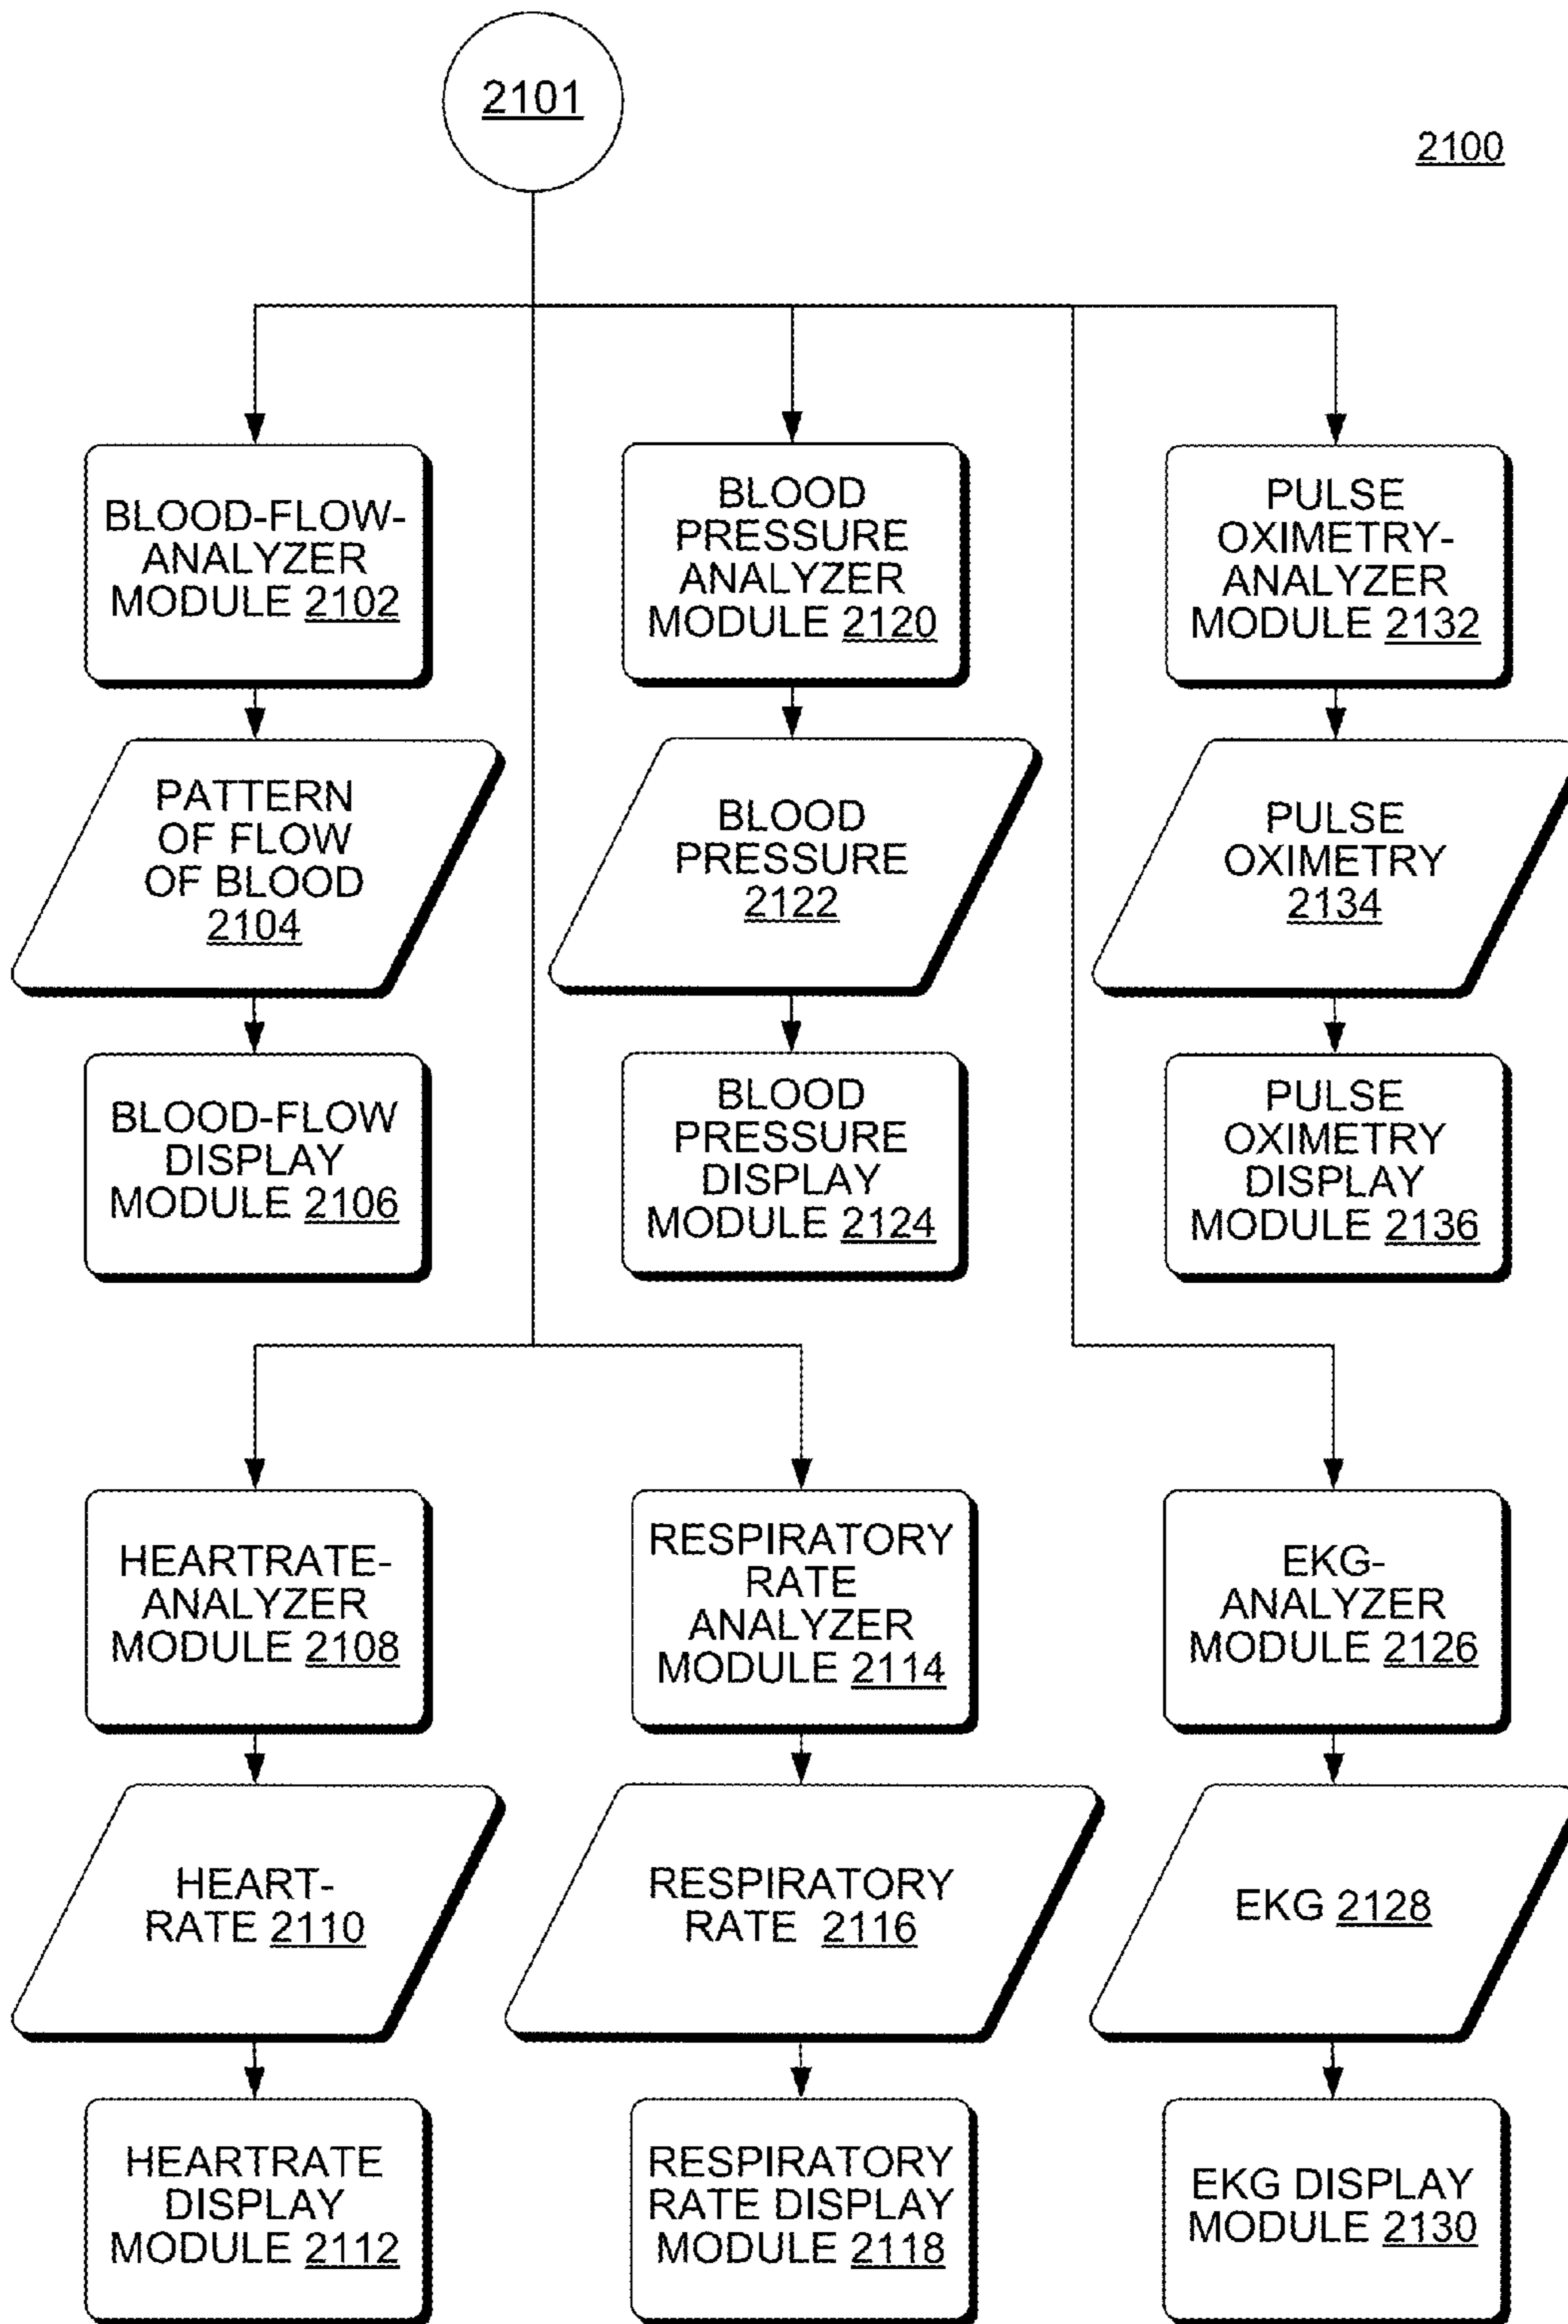 2101
2100
BLOOD-FLOW-
ANALYZER
MODULE 2102
BLOOD
PRESSURE
ANALYZER
MODULE 2120
PULSE
OXIMETRY-
ANALYZER
MODULE 2132
PATTERN
OF FLOW
OF BLOOD
2104
BLOOD
PRESSURE
2122
PULSE
OXIMETRY
2134
BLOOD-FLOW
DISPLAY
MODULE 2106
BLOOD
PRESSURE
DISPLAY
MODULE 2124
PULSE
OXIMETRY
DISPLAY
MODULE 2136
HEARTRATE-
ANALYZER
MODULE 2108
RESPIRATORY
RATE
ANALYZER
MODULE 2114
EKG-
ANALYZER
MODULE 2126
HEART-
RATE 2110
RESPIRATORY
RATE 2116
EKG 2128
HEARTRATE
DISPLAY
MODULE 2112
RESPIRATORY
RATE DISPLAY
MODULE 2118
EKG DISPLAY
MODULE 2130